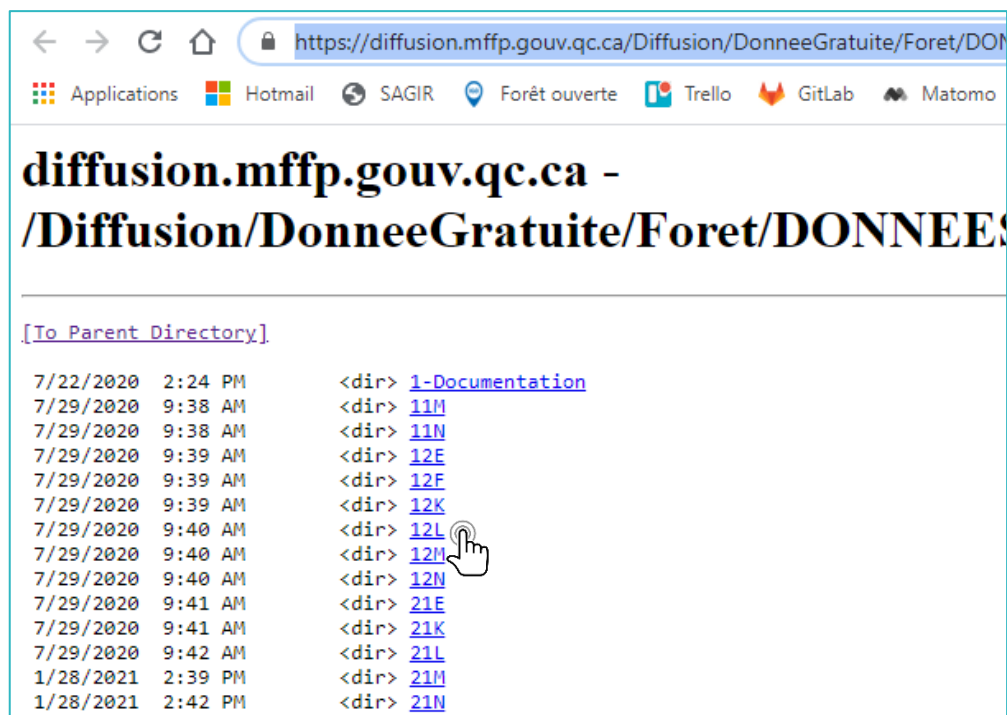 https://diffusion.mffp.gouv.qc.ca/Diffusion/DonneeGratuite/Foret/DON
Applications Hotmail SAGIR Forêt ouverte Trello GitLab Matomo
diffusion.mffp.gouv.qc.ca -
/Diffusion/DonneeGratuite/Foret/DONNEES
[To Parent Directory]
7/22/2020 2:24 PM <dir> 1-Documentation
7/29/2020 9:38 AM <dir> 11M
7/29/2020 9:38 AM <dir> 11N
7/29/2020 9:39 AM <dir> 12E
7/29/2020 9:39 AM <dir> 12F
7/29/2020 9:39 AM <dir> 12K
7/29/2020 9:40 AM <dir> 12L
7/29/2020 9:40 AM <dir> 12M
7/29/2020 9:40 AM <dir> 12N
7/29/2020 9:41 AM <dir> 21E
7/29/2020 9:41 AM <dir> 21K
7/29/2020 9:42 AM <dir> 21L
1/28/2021 2:39 PM <dir> 21M
1/28/2021 2:42 PM <dir> 21N